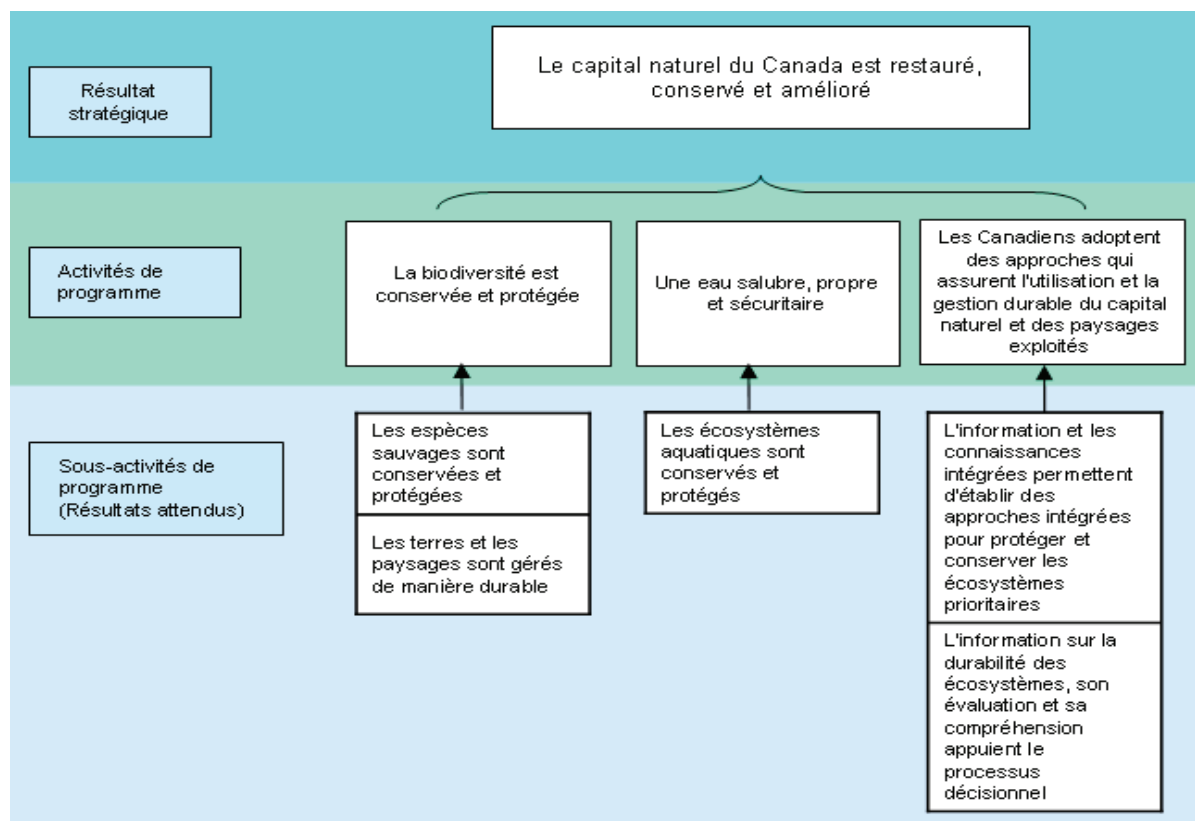 Résultat
stratégique
Le capital naturel du Canada est restauré,
conservé et amélioré
Activités de
programme
La biodiversité est
conservée et protégée
Une eau salubre, propre
et sécuritaire
Les Canadiens adoptent
des approches qui
assurent l'utilisation et la
gestion durable du capital
naturel et des paysages
exploités
Sous-activités de
programme
(Résultats attendus)
Les espèces
sauvages sont
conservées et
protégées
Les terres et les
paysages sont gérés
de manière durable
Les écosystèmes
aquatiques sont
conservés et
protégés
L'information et les
connaissances
intégrées permettent
d'établir des
approches intégrées
pour protéger et
conserver les
écosystèmes
prioritaires
L'information sur la
durabilité des
écosystèmes, son
évaluation et sa
compréhension
appuient le
processus
décisionnel